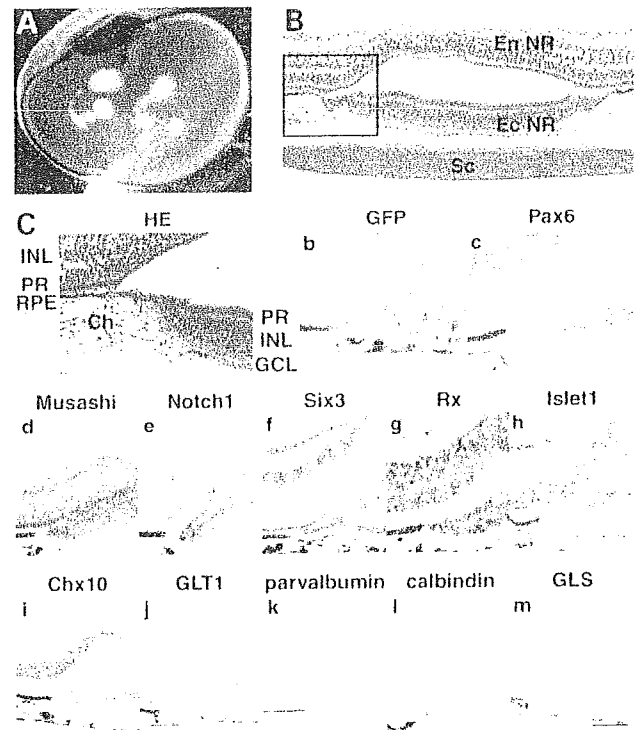 A
B
En NR
Ec NR
Sc
C
HE
GFP
Pax6
INL
PR
RPE
Ch
b
c
PR
INL
GCL
Musashi
Notch1
Six3
Rx
Islet1
d
e
f
g
h
Chx10
GLT1
parvalbumin
calbindin
GLS
i
j
k
l
m